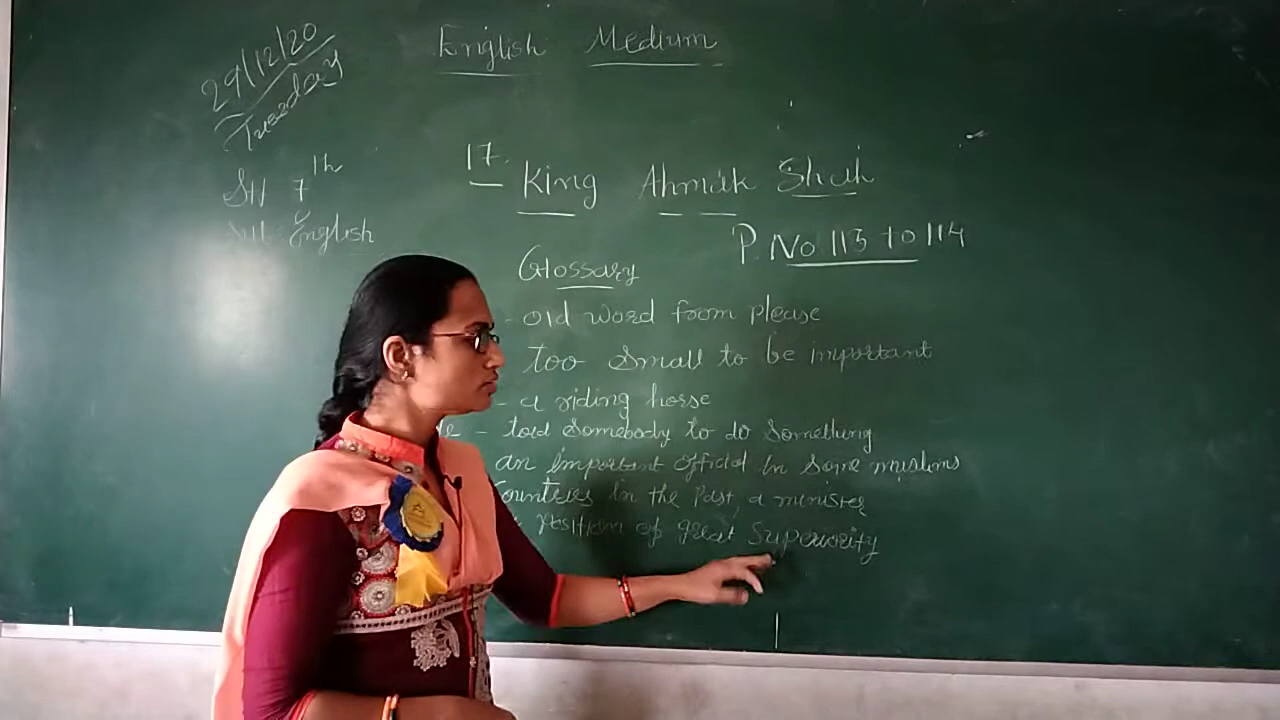 29/12/20
Tuesday
English Medium
Std 7th
Sub English
17. King Ahmak Shah
P. No 113 to 114
Glossary
- old word from please
too small to be important
- a riding horse
- told somebody to do something
an important official in some muslims
Countries in the past, a minister
Position of great Superiority